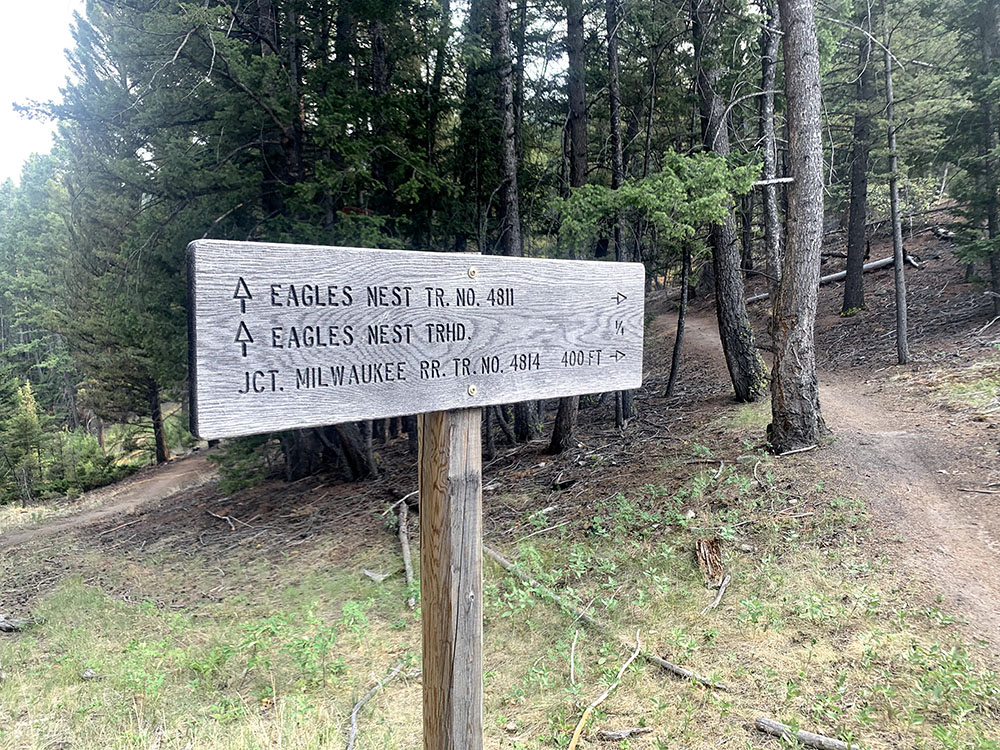 EAGLES NEST TR. NO. 4811
EAGLES NEST TRHD. 1/4
JCT. MILWAUKEE RR. TR. NO. 4814 400 FT